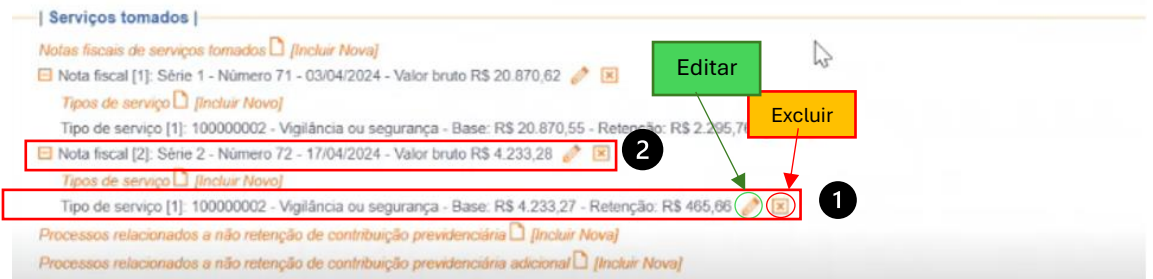 | Serviços tomados |
Notas fiscais de serviços tomados [Incluir Nova]
Nota fiscal [1]: Série 1 - Número 71 - 03/04/2024 - Valor bruto R$ 20.870,62
Editar
Tipos de serviço [Incluir Novo]
Excluir
Tipo de serviço [1]: 100000002 - Vigilância ou segurança - Base: R$ 20.870,55 - Retenção: R$ 2.295,76
Nota fiscal [2]: Série 2 - Número 72 - 17/04/2024 - Valor bruto R$ 4.233,28
2
Tipos de serviço [Incluir Novo]
Tipo de serviço [1]: 100000002 - Vigilância ou segurança - Base: R$ 4.233,27 - Retenção: R$ 465,66
1
Processos relacionados a não retenção de contribuição previdenciária [Incluir Nova]
Processos relacionados a não retenção de contribuição previdenciária adicional [Incluir Nova]